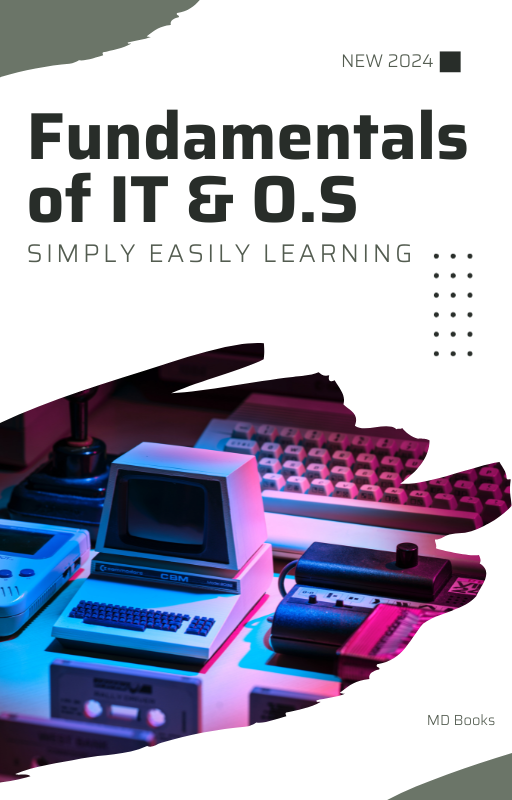 NEW 2024
Fundamentals
of IT & O.S
SIMPLY EASILY LEARNING
CBM
MD Books